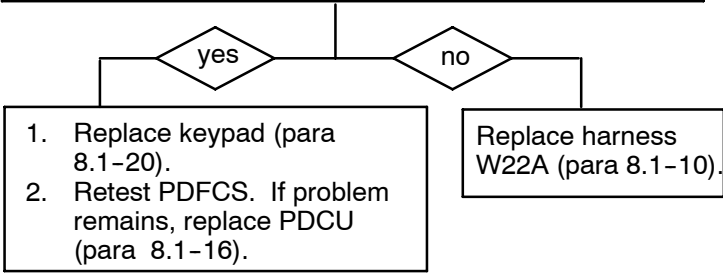 yes
no
1. Replace keypad (para
8.1-20).
2. Retest PDFCS. If problem
remains, replace PDCU
(para 8.1-16).
Replace harness
W22A (para 8.1-10).